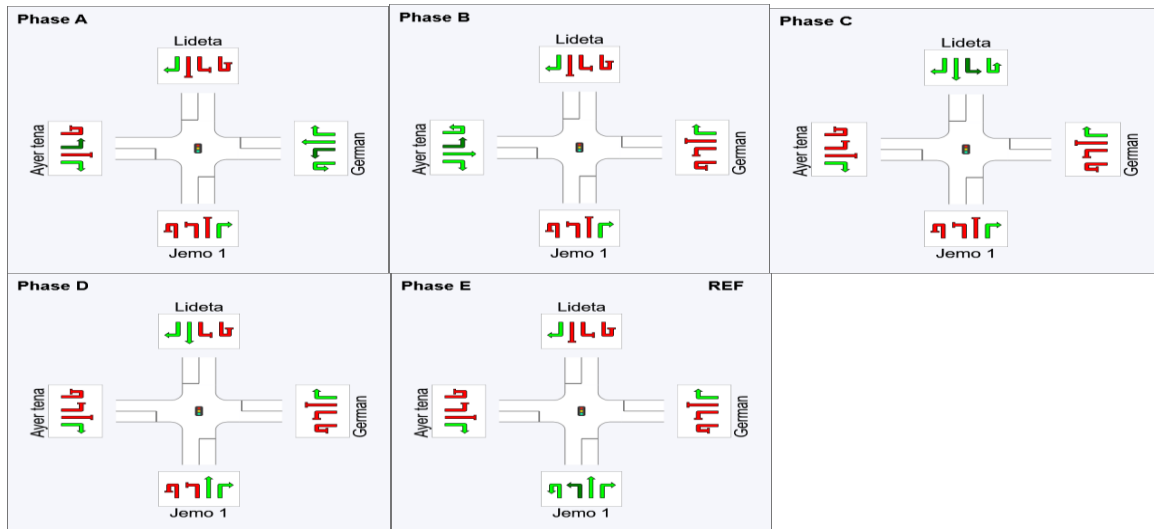 Phase A
Lideta
Ayer tena
German
Jemo 1
Phase B
Lideta
Ayer tena
German
Jemo 1
Phase C
Lideta
Ayer tena
German
Jemo 1
Phase D
Lideta
Ayer tena
German
Jemo 1
Phase E REF
Lideta
Ayer tena
German
Jemo 1